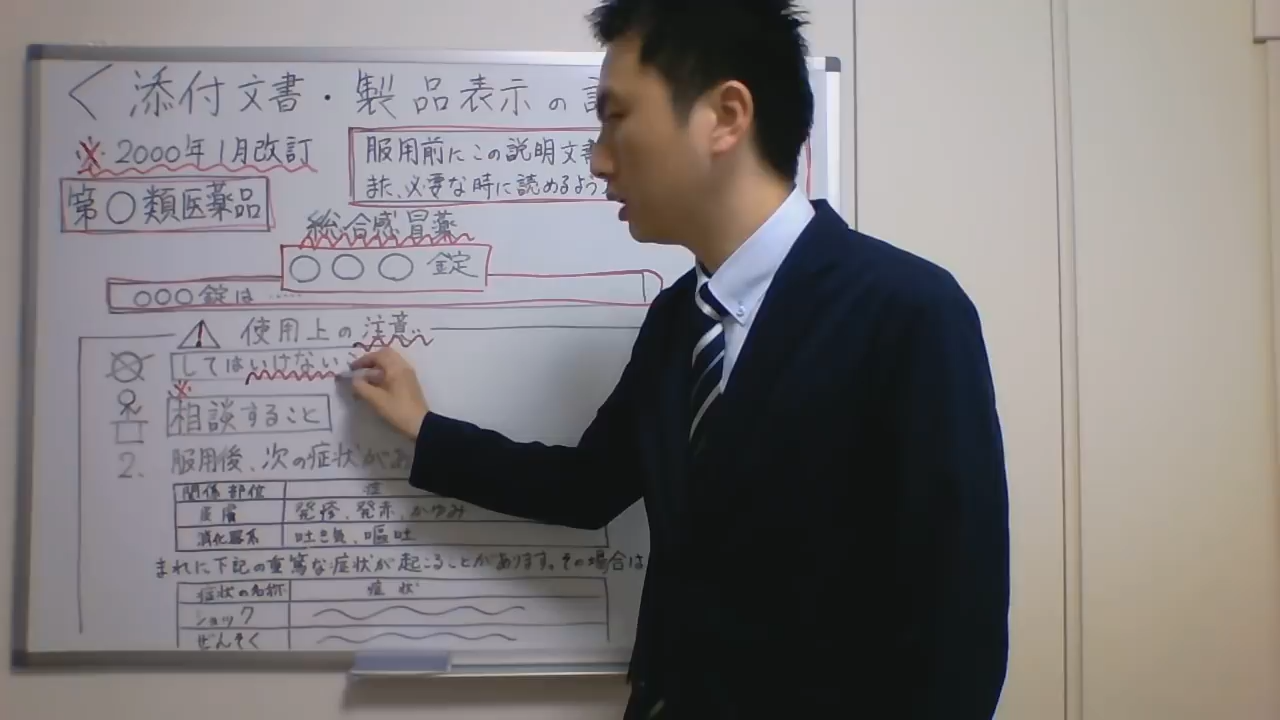 <添付文書・製品表示の
※2000年1月改訂
服用前にこの説明文書
また、必要な時に読めるよう
第○類医薬品
総合感冒薬
○○○錠
○○○錠は……
使用上の注意
してはいけない
※
相談すること
2. 服用後、次の症状があ
関係部位 症
皮膚 発疹、発赤、かゆみ
消化器系 吐き気、嘔吐
まれに下記の重篤な症状が起こることがあります。その場合は
症状の名称 症状
ショック
ぜんそく